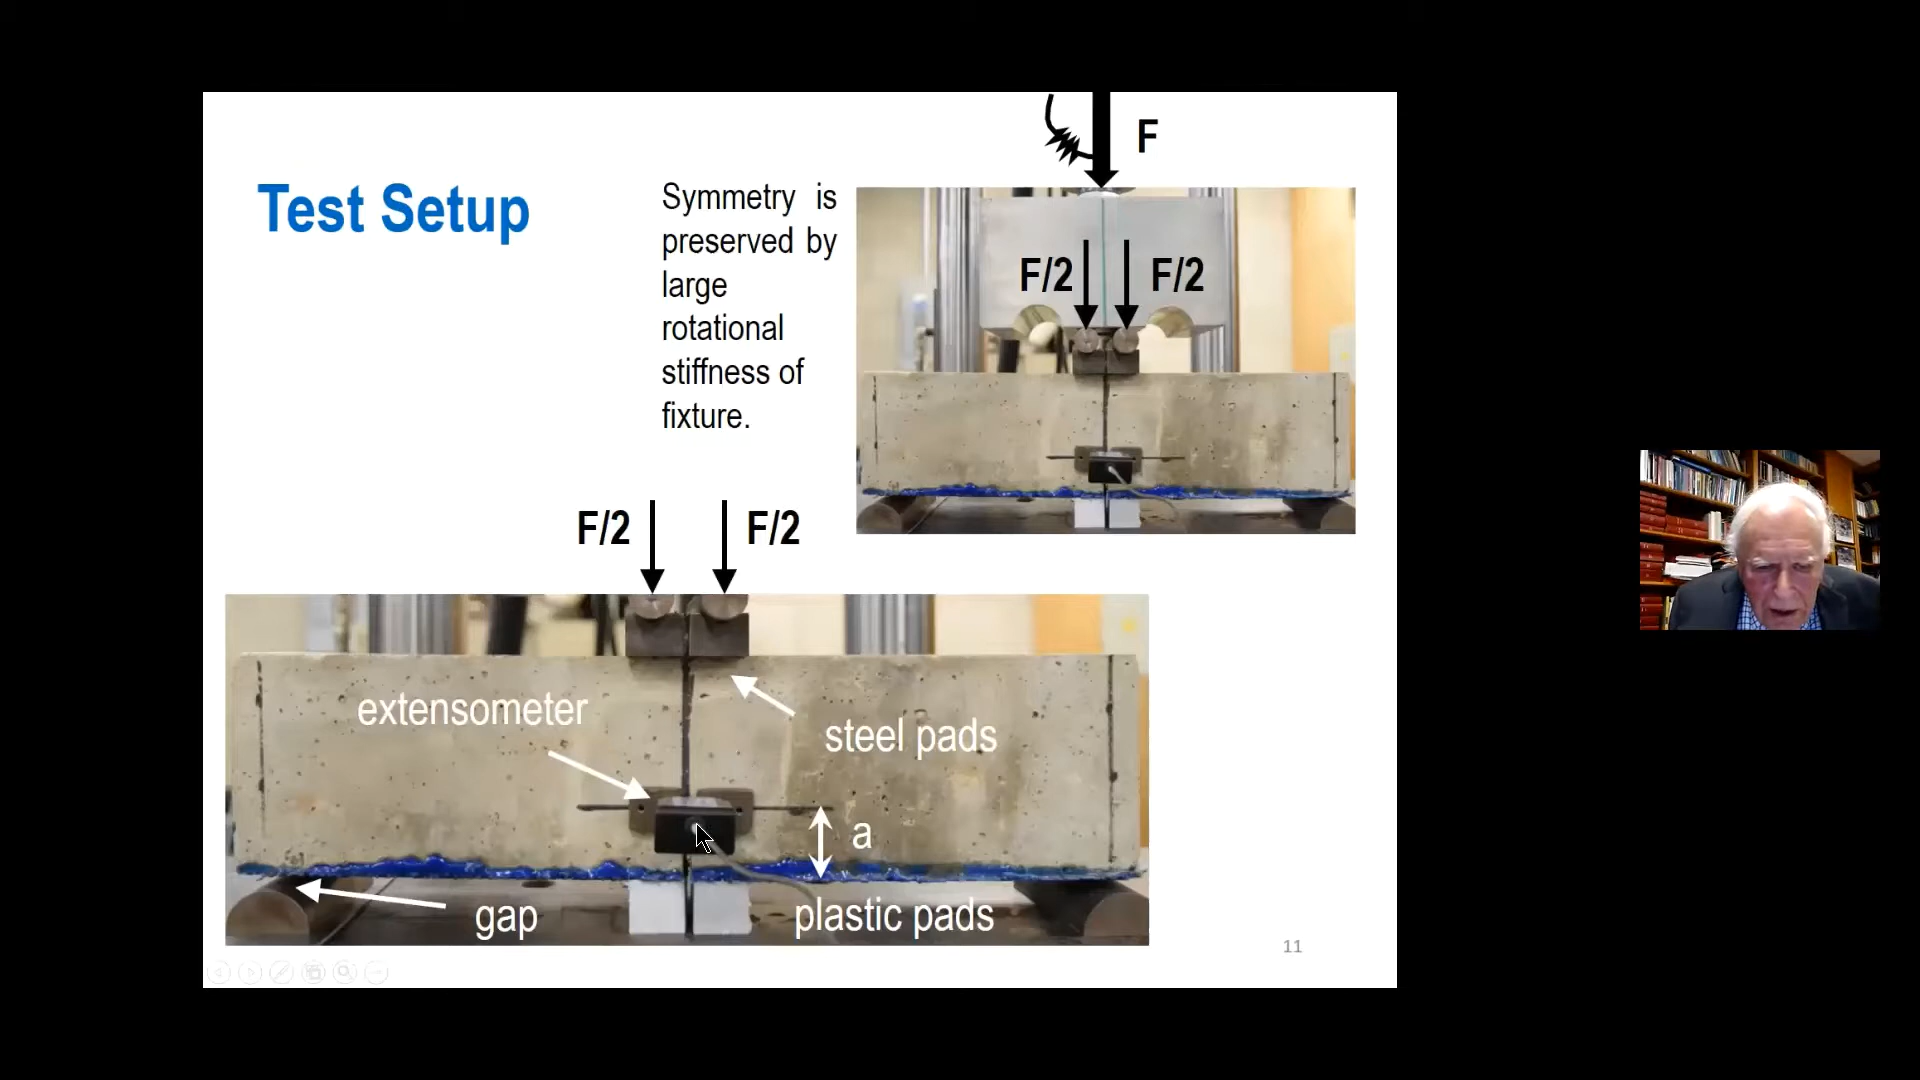 F
Test Setup
Symmetry is
preserved by
large
rotational
stiffness of
fixture.
F/2 F/2
F/2 F/2
extensometer
steel pads
a
gap
plastic pads
11